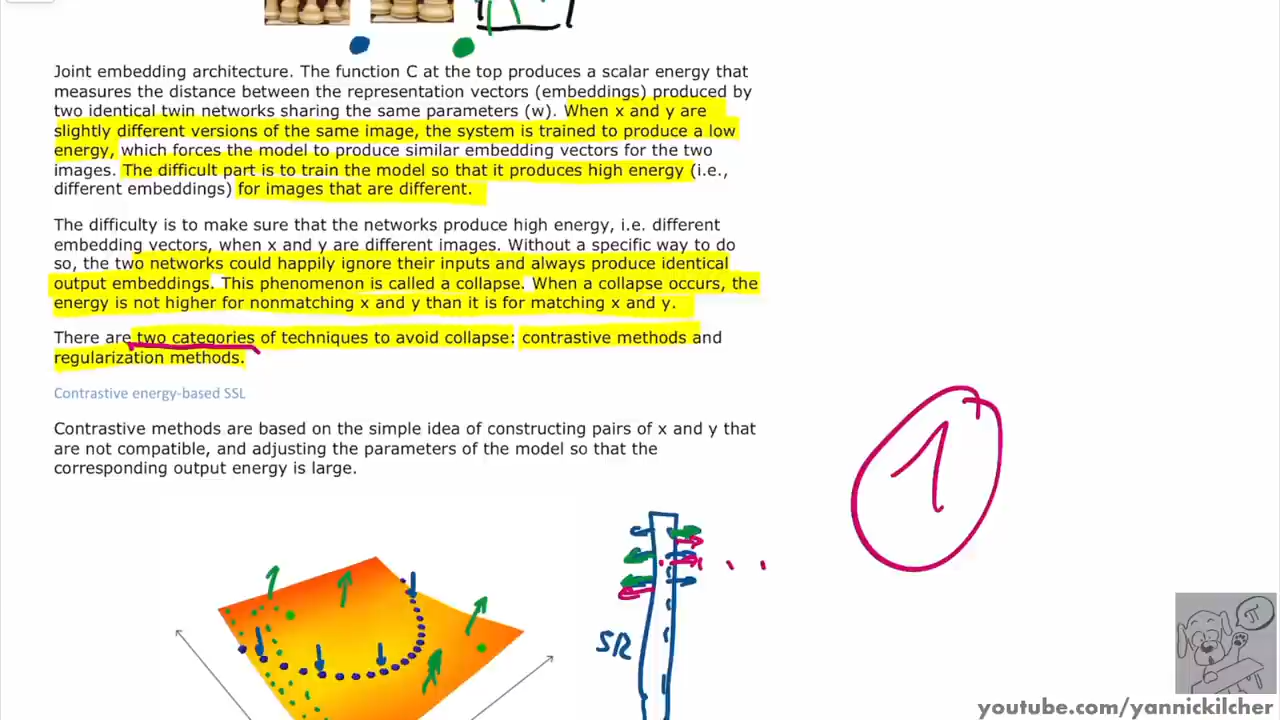 Joint embedding architecture. The function C at the top produces a scalar energy that
measures the distance between the representation vectors (embeddings) produced by
two identical twin networks sharing the same parameters (w). When x and y are
slightly different versions of the same image, the system is trained to produce a low
energy, which forces the model to produce similar embedding vectors for the two
images. The difficult part is to train the model so that it produces high energy (i.e.,
different embeddings) for images that are different.
The difficulty is to make sure that the networks produce high energy, i.e. different
embedding vectors, when x and y are different images. Without a specific way to do
so, the two networks could happily ignore their inputs and always produce identical
output embeddings. This phenomenon is called a collapse. When a collapse occurs, the
energy is not higher for nonmatching x and y than it is for matching x and y.
There are two categories of techniques to avoid collapse: contrastive methods and
regularization methods.
Contrastive energy-based SSL
Contrastive methods are based on the simple idea of constructing pairs of x and y that
are not compatible, and adjusting the parameters of the model so that the
corresponding output energy is large.
1
π
youtube.com/yannickilcher